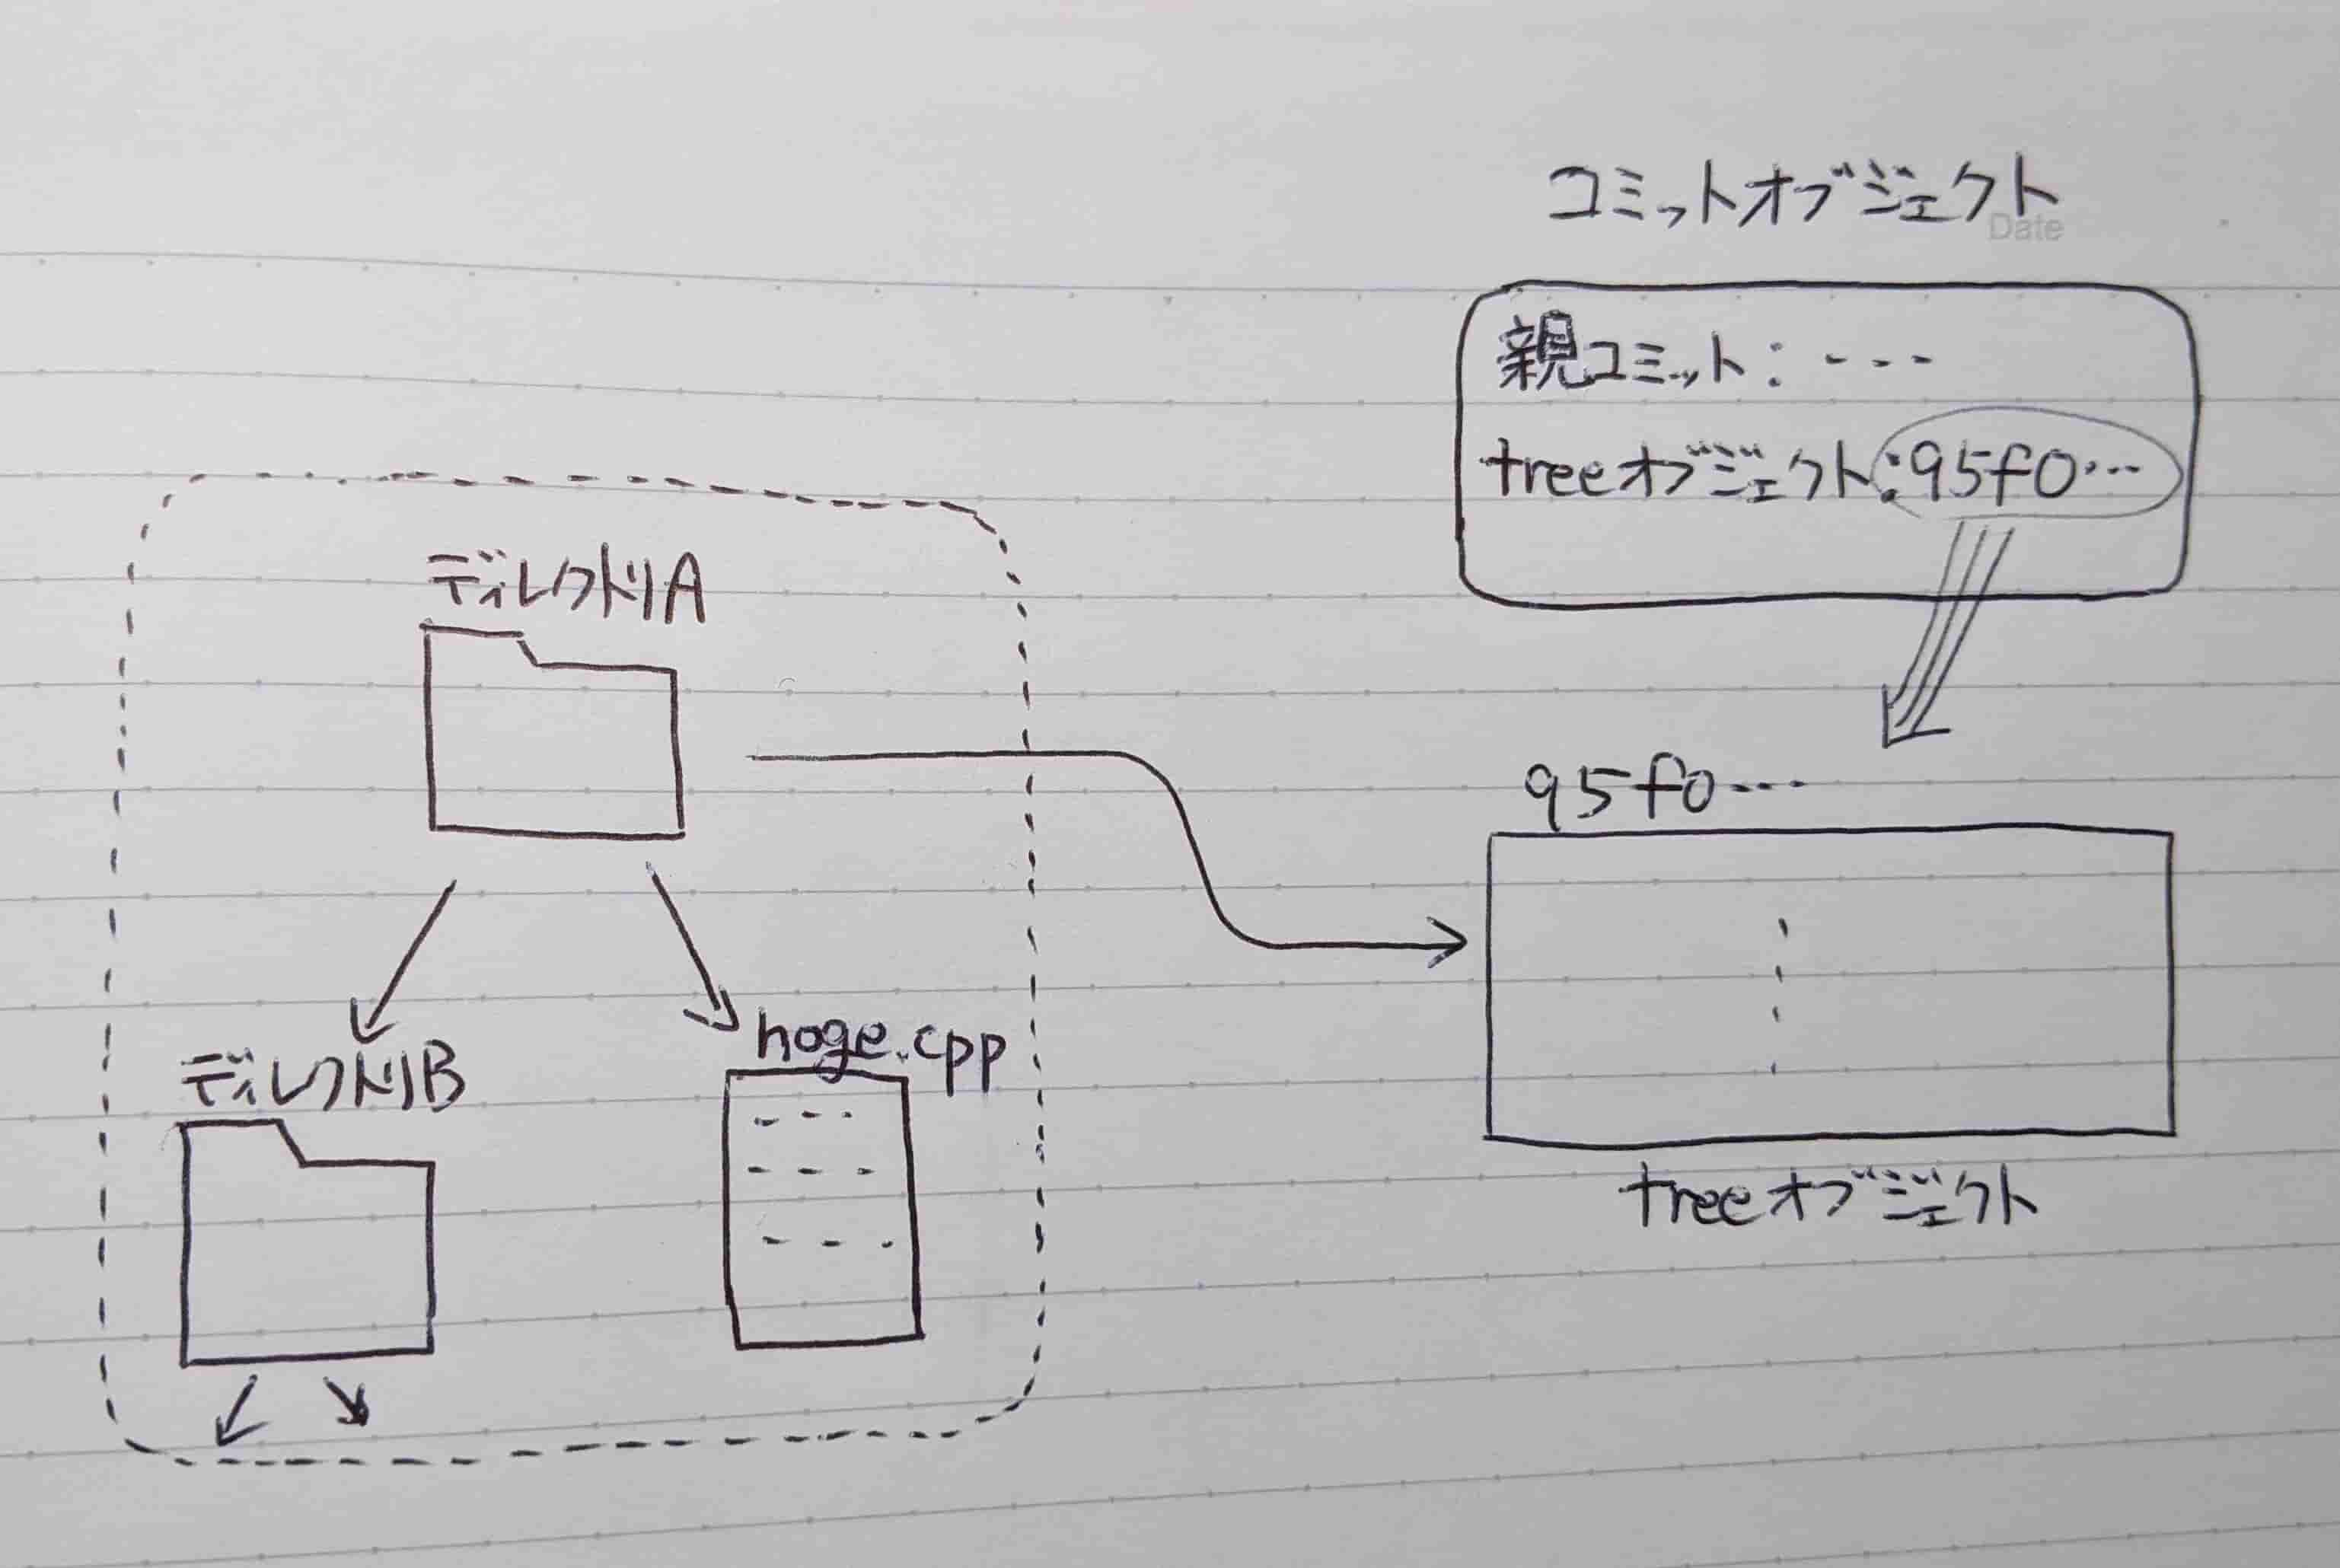 コミットオブジェクト
Date
親コミット:---
treeオブジェクト:95f0…
ディレクトリA
95f0…
ディレクトリB
hoge.cpp
treeオブジェクト